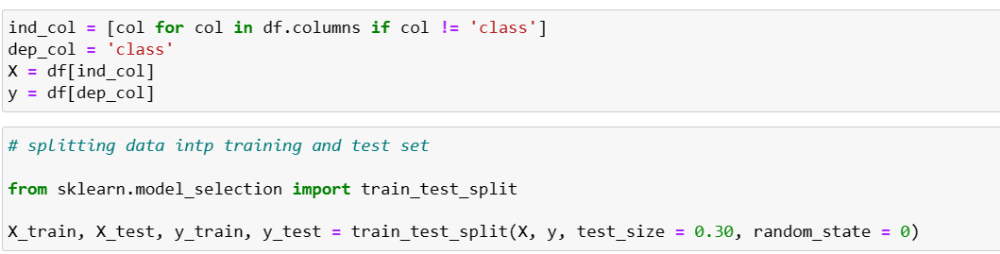 ind_col = [col for col in df.columns if col != 'class']
dep_col = 'class'
X = df[ind_col]
y = df[dep_col]
# splitting data intp training and test set
from sklearn.model_selection import train_test_split
X_train, X_test, y_train, y_test = train_test_split(X, y, test_size = 0.30, random_state = 0)